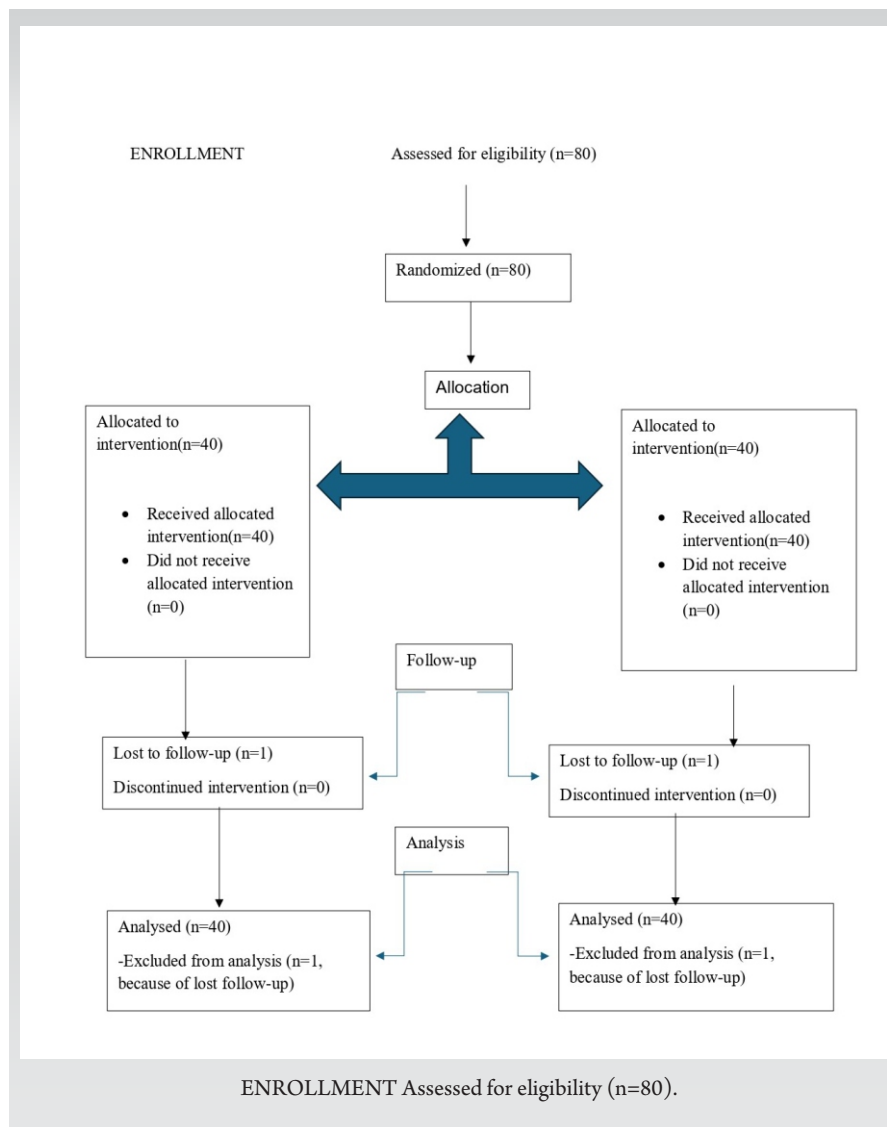 ENROLLMENT
Assessed for eligibility (n=80)
Randomized (n=80)
Allocation
Allocated to
intervention(n=40)
• Received allocated
intervention(n=40)
• Did not receive
allocated intervention
(n=0)
Allocated to
intervention(n=40)
• Received allocated
intervention(n=40)
• Did not receive
allocated intervention
(n=0)
Follow-up
Lost to follow-up (n=1)
Discontinued intervention (n=0)
Lost to follow-up (n=1)
Discontinued intervention (n=0)
Analysis
Analysed (n=40)
-Excluded from analysis (n=1,
because of lost follow-up)
Analysed (n=40)
-Excluded from analysis (n=1,
because of lost follow-up)
ENROLLMENT Assessed for eligibility (n=80).